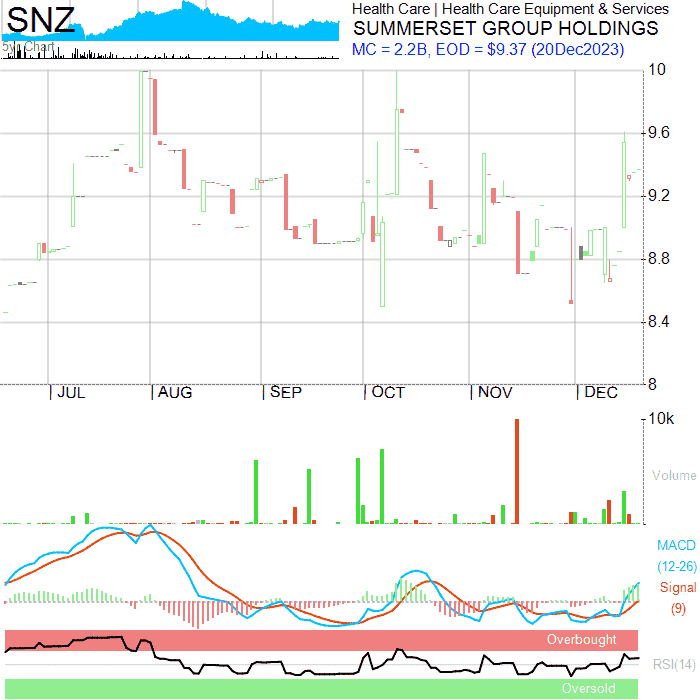 SNZ
5yr Chart
Health Care | Health Care Equipment & Services
SUMMERSET GROUP HOLDINGS
MC = 2.2B, EOD = $9.37 (20Dec2023)
10
9.6
9.2
8.8
8.4
8
| JUL | AUG | SEP | OCT | NOV | DEC
10k
Volume
MACD
(12-26)
Signal
(9)
Overbought
RSI(14)
Oversold